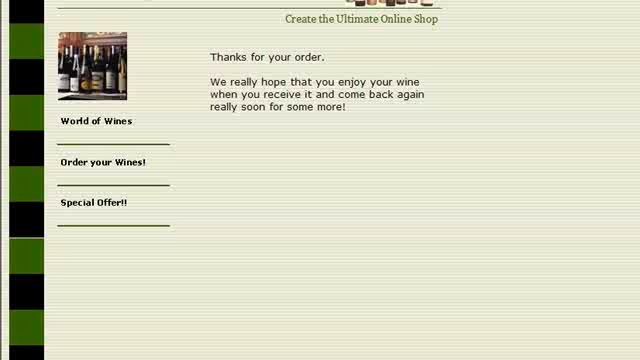 Create the Ultimate Online Shop
Thanks for your order.
We really hope that you enjoy your wine
when you receive it and come back again
really soon for some more!
World of Wines
Order your Wines!
Special Offer!!